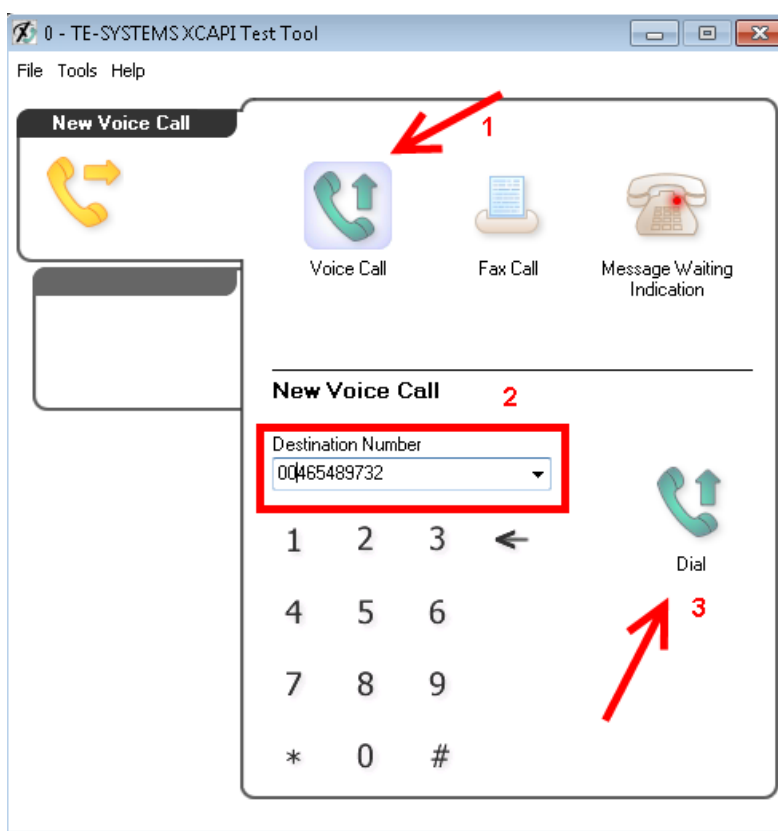 0 - TE-SYSTEMS XCAPI Test Tool
File Tools Help
New Voice Call
1
Voice Call
Fax Call
Message Waiting
Indication
New Voice Call
2
Destination Number
00465489732
1 2 3
Dial
4 5 6
3
7 8 9
* 0 #